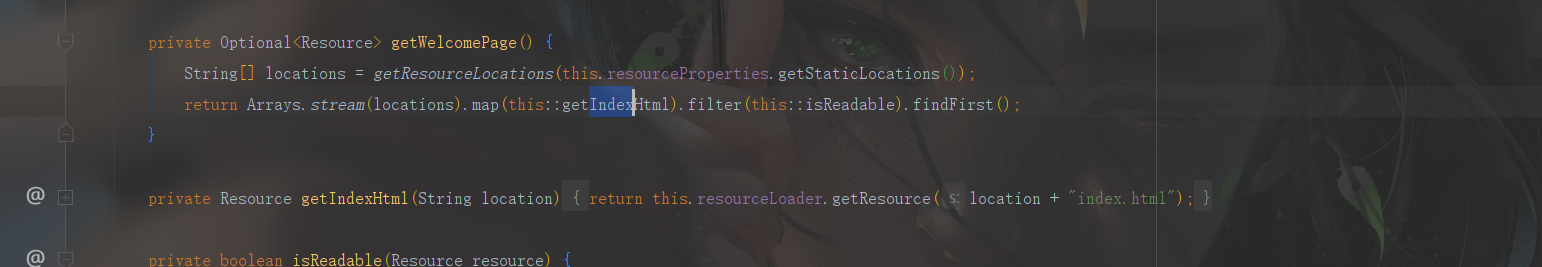 private Optional<Resource> getWelcomePage() {
String[] locations = getResourceLocations(this.resourceProperties.getStaticLocations());
return Arrays.stream(locations).map(this::getIndexHtml).filter(this::isReadable).findFirst();
}
@ private Resource getIndexHtml(String location) { return this.resourceLoader.getResource( s: location + "index.html"); }
@ private boolean isReadable(Resource resource) {